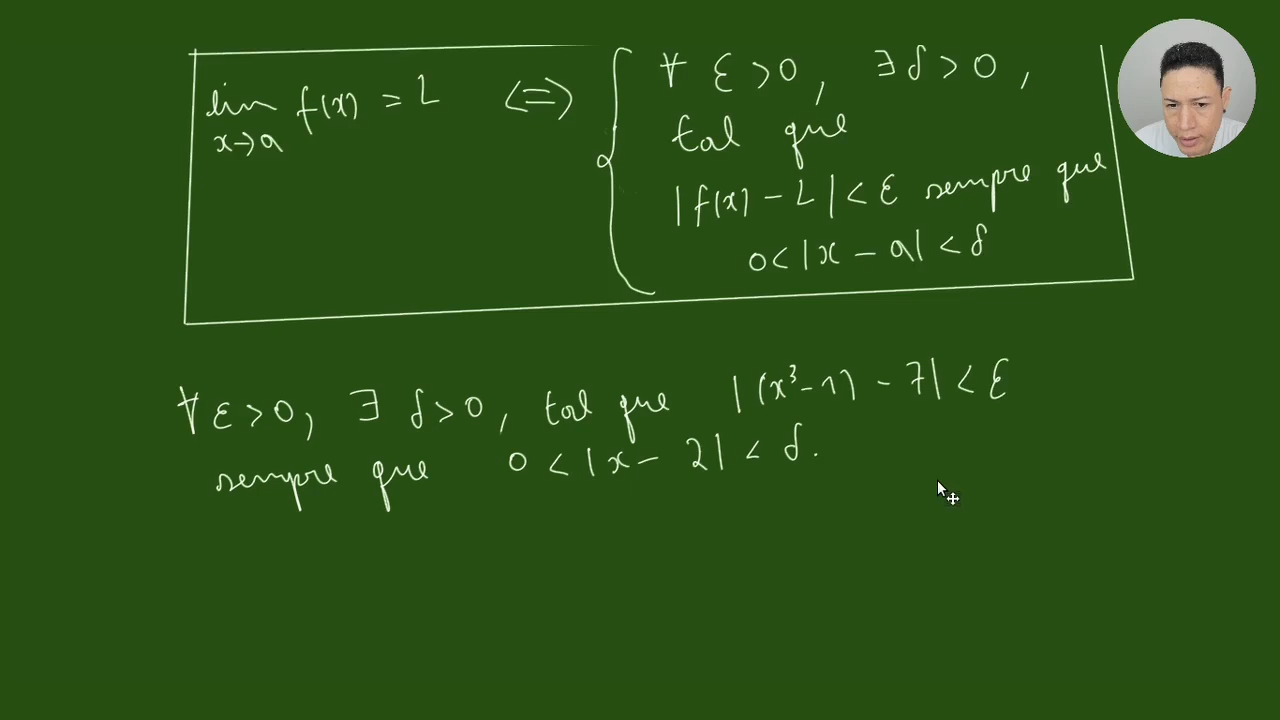 lim f(x) = L <=> { ∀ ε > 0, ∃ δ > 0,
x→a
tal que
|f(x) - L| < ε sempre que
0 < |x - a| < δ
∀ ε > 0, ∃ δ > 0, tal que |(x³ - 1) - 7| < ε
sempre que 0 < |x - 2| < δ.